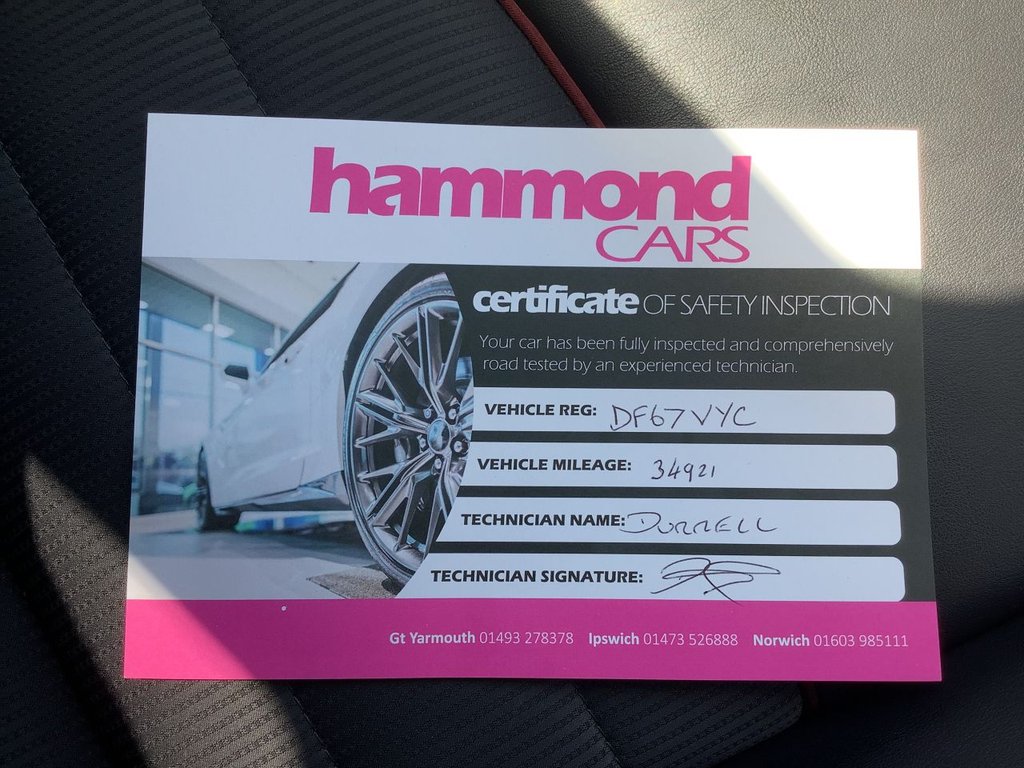 hammond
CARS
certificate OF SAFETY INSPECTION
Your car has been fully inspected and comprehensively
road tested by an experienced technician.
VEHICLE REG: DF67VYC
VEHICLE MILEAGE: 34921
TECHNICIAN NAME: DURRELL
TECHNICIAN SIGNATURE:
Gt Yarmouth 01493 278378 Ipswich 01473 526888 Norwich 01603 985111